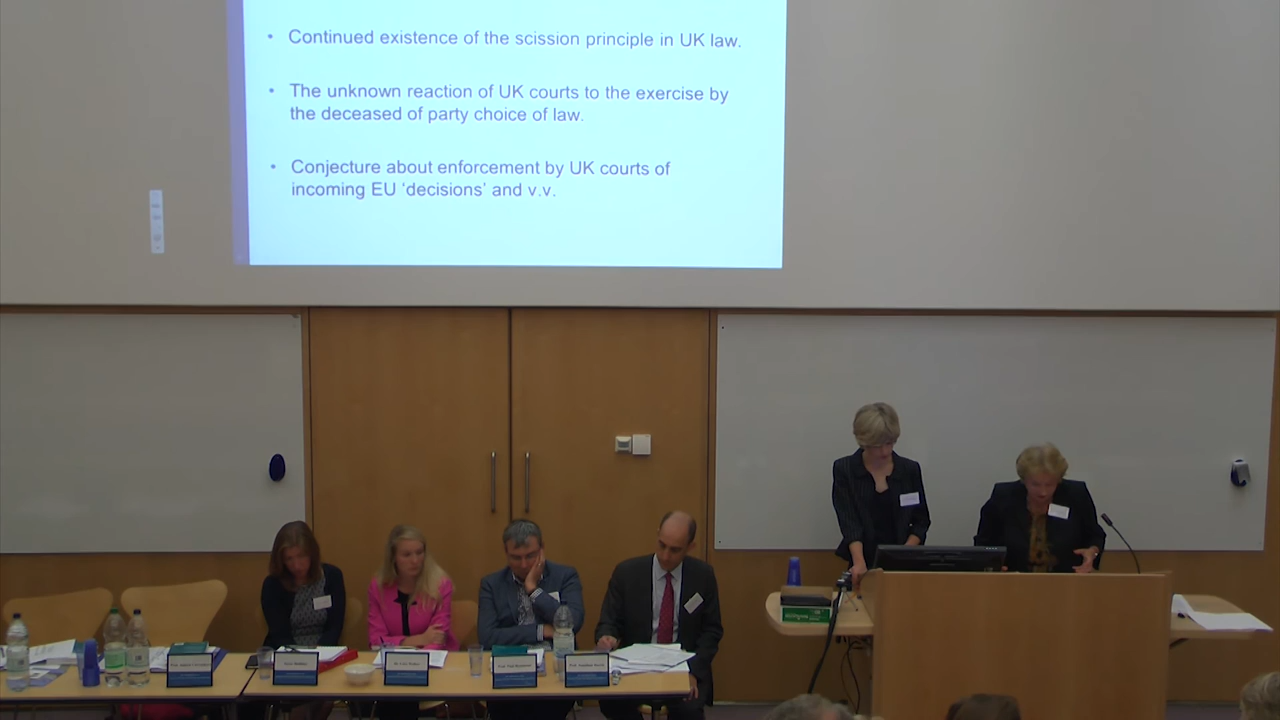 • Continued existence of the scission principle in UK law.
• The unknown reaction of UK courts to the exercise by
the deceased of party choice of law.
• Conjecture about enforcement by UK courts of
incoming EU ‘decisions’ and v.v.